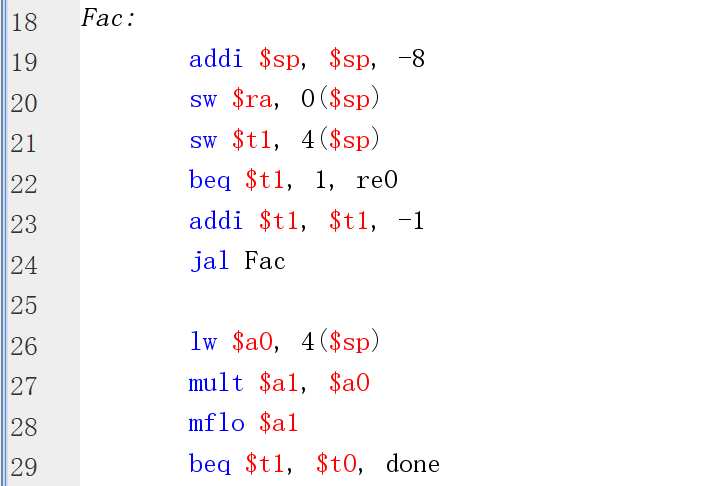 18 Fac:
19 addi $sp, $sp, -8
20 sw $ra, 0($sp)
21 sw $t1, 4($sp)
22 beq $t1, 1, re0
23 addi $t1, $t1, -1
24 jal Fac
25
26 lw $a0, 4($sp)
27 mult $a1, $a0
28 mflo $a1
29 beq $t1, $t0, done